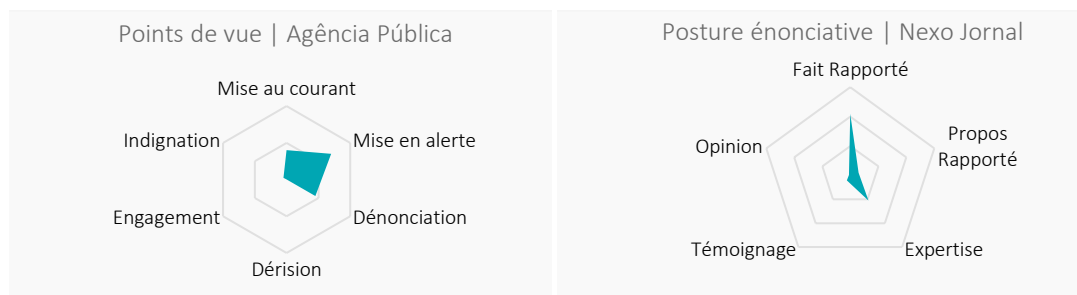 Points de vue | Agência Pública
Mise au courant
Indignation
Mise en alerte
Engagement
Dénonciation
Dérision
Posture énonciative | Nexo Jornal
Fait Rapporté
Opinion
Propos
Rapporté
Témoignage
Expertise